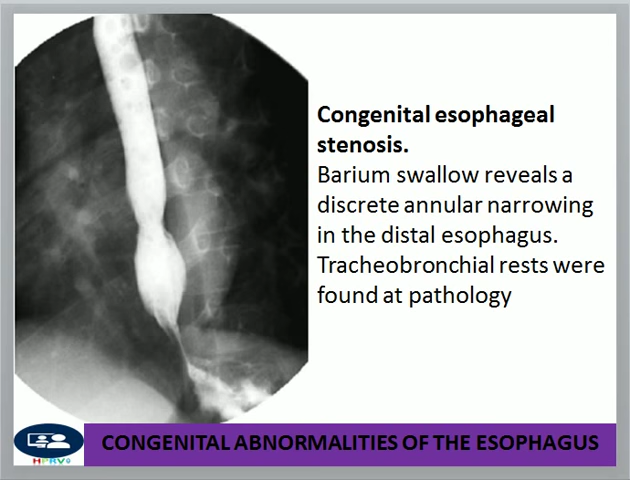 Congenital esophageal
stenosis.
Barium swallow reveals a
discrete annular narrowing
in the distal esophagus.
Tracheobronchial rests were
found at pathology
CONGENITAL ABNORMALITIES OF THE ESOPHAGUS